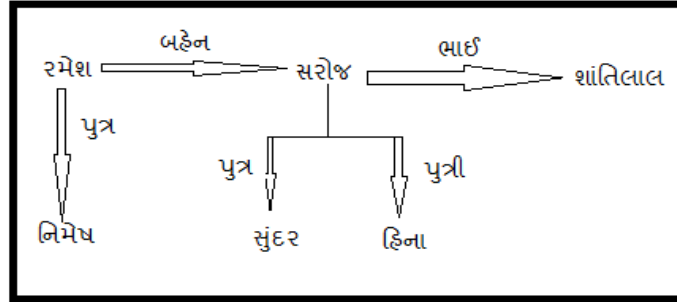 બહેન
ભાઈ
રમેશ સરોજ શાંતિલાલ
પુત્ર
પુત્ર
પુત્રી
નિમેષ સુંદર હિના